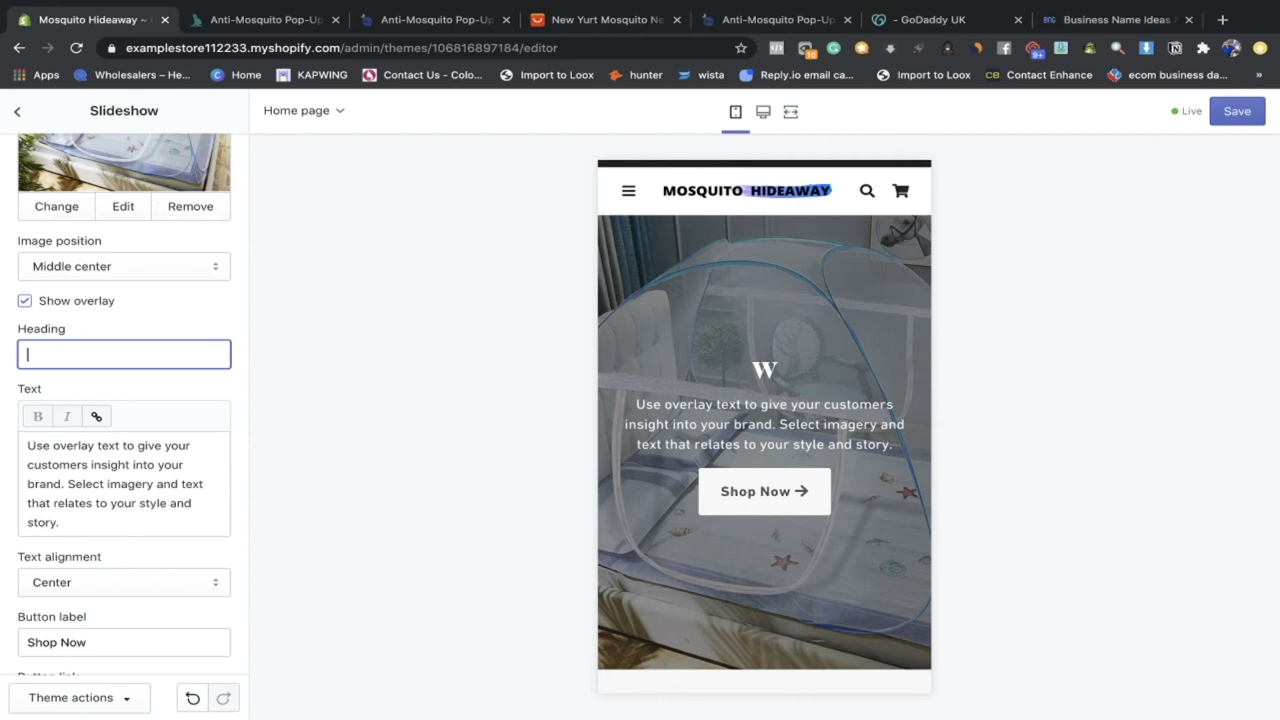 Mosquito Hideaway ~
Anti-Mosquito Pop-Up
Anti-Mosquito Pop-Up
New Yurt Mosquito Ne
Anti-Mosquito Pop-Up
- GoDaddy UK
Business Name Ideas
examplestore112233.myshopify.com/admin/themes/106816897184/editor
10
9+
Apps
Wholesalers – He...
Home
KAPWING
Contact Us - Colo...
Import to Loox
hunter
wista
Reply.io email ca...
Import to Loox
Contact Enhance
ecom business da...
»
Slideshow
Home page
Live
Save
Change
Edit
Remove
Image position
Middle center
Show overlay
Heading
Text
B
I
Use overlay text to give your
customers insight into your
brand. Select imagery and text
that relates to your style and
story.
Text alignment
Center
Button label
Shop Now
Theme actions
MOSQUITO HIDEAWAY
W
Use overlay text to give your customers
insight into your brand. Select imagery and
text that relates to your style and story.
Shop Now →